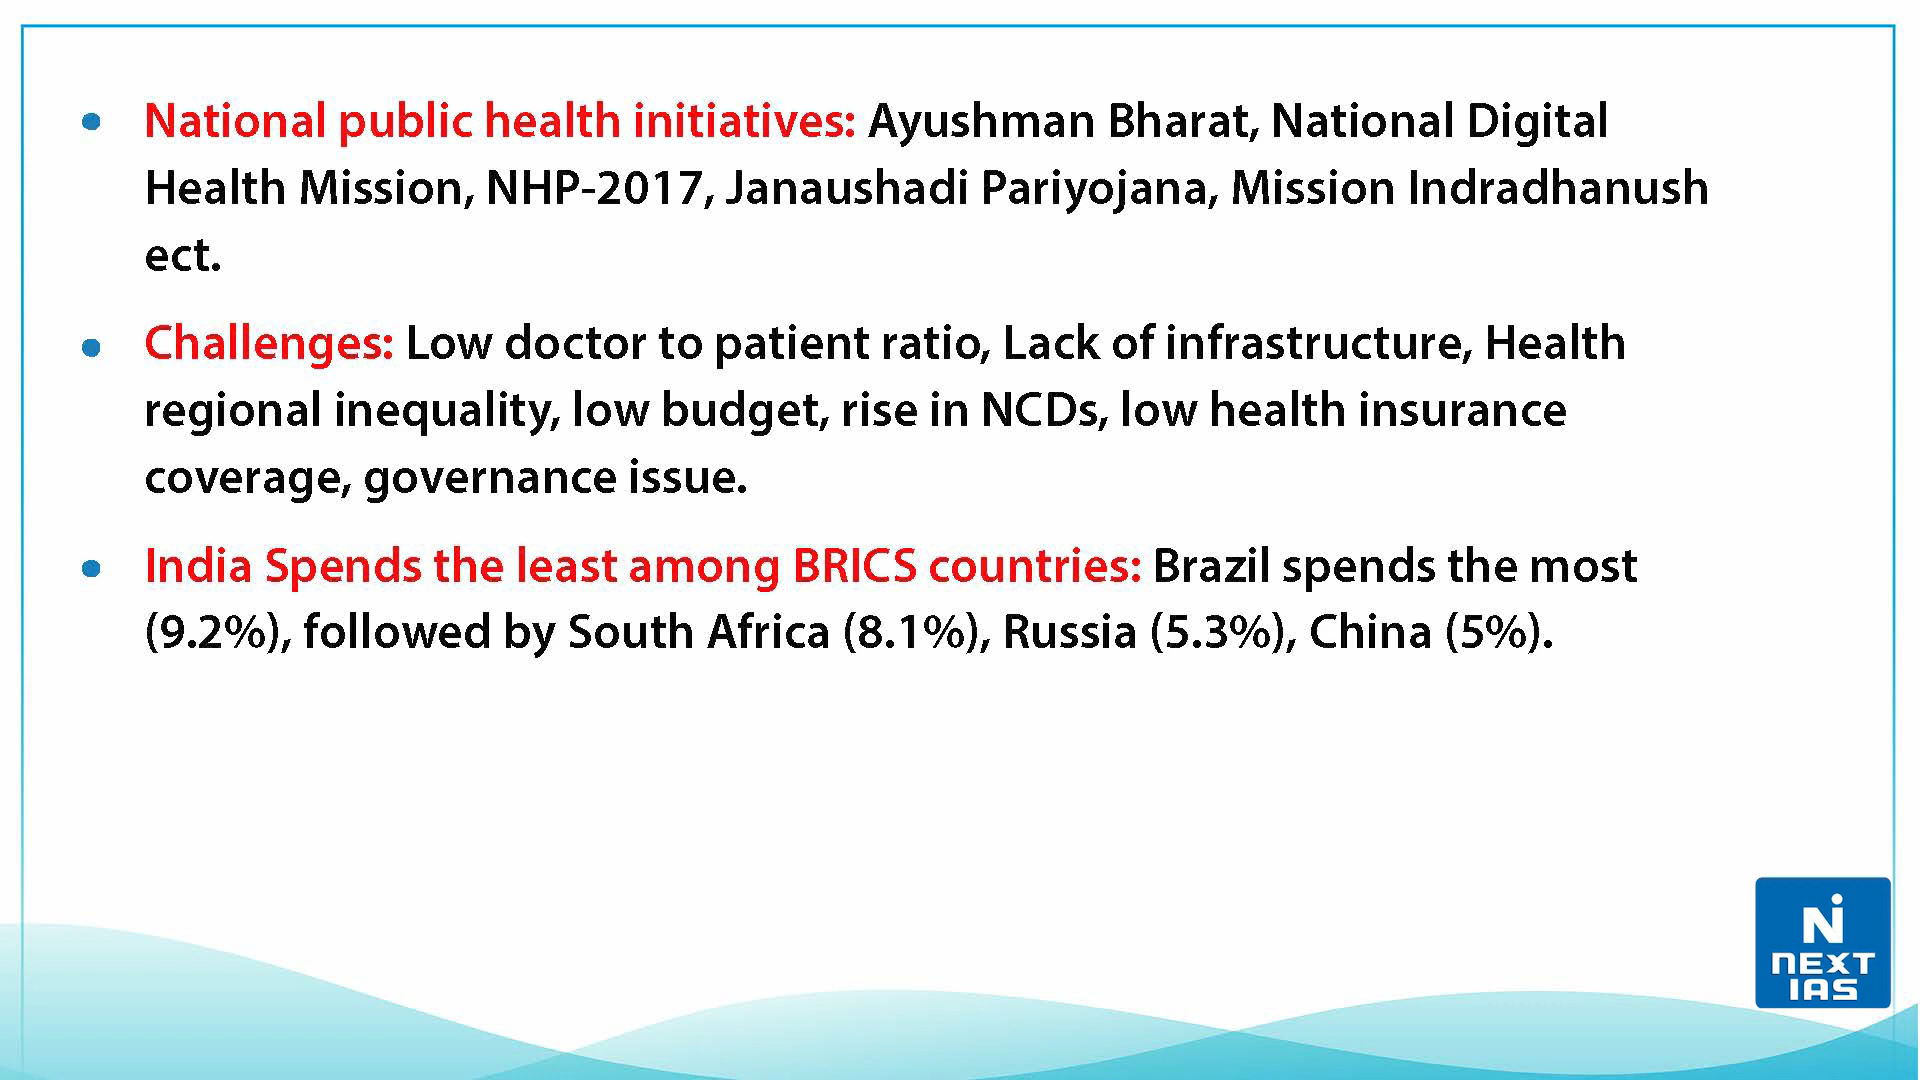 National public health initiatives: Ayushman Bharat, National Digital
Health Mission, NHP-2017, Janaushadi Pariyojana, Mission Indradhanush
ect.
Challenges: Low doctor to patient ratio, Lack of infrastructure, Health
regional inequality, low budget, rise in NCDs, low health insurance
coverage, governance issue.
India Spends the least among BRICS countries: Brazil spends the most
(9.2%), followed by South Africa (8.1%), Russia (5.3%), China (5%).
N
NEXT
IAS